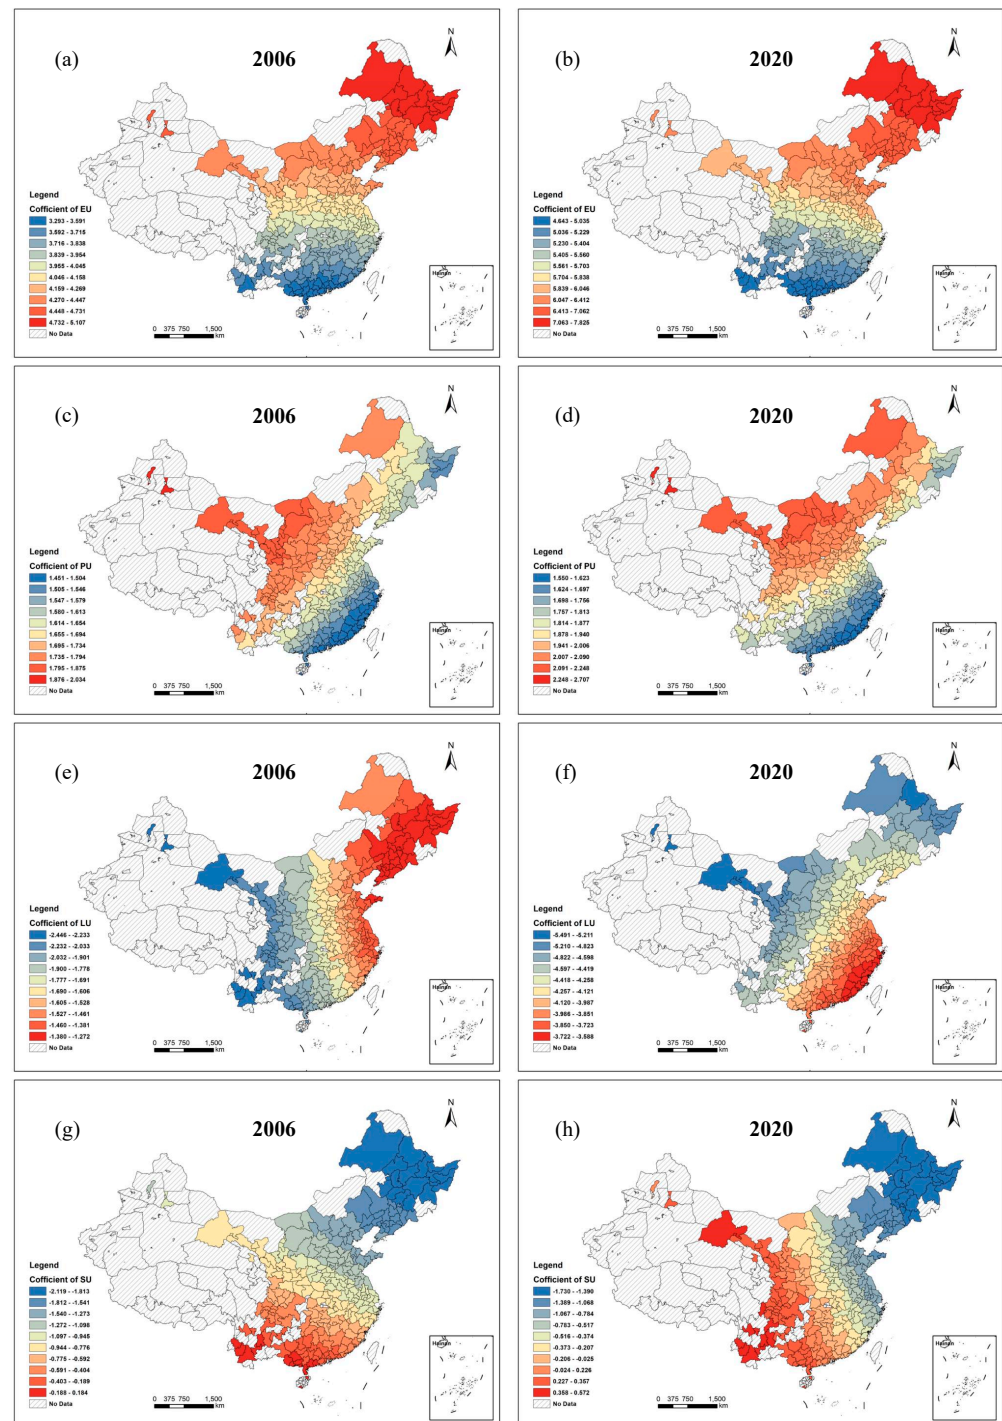 (a)
2006
N
Legend
Cofficient of EU
3.293 - 3.591
3.592 - 3.715
3.716 - 3.838
3.839 - 3.954
3.955 - 4.045
4.046 - 4.158
4.159 - 4.269
4.270 - 4.447
4.448 - 4.731
4.732 - 5.107
No Data
0 375 750 1,500
km
Hainan
(b)
2020
N
Legend
Cofficient of EU
4.643 - 5.035
5.036 - 5.229
5.230 - 5.404
5.405 - 5.560
5.561 - 5.703
5.704 - 5.838
5.839 - 6.046
6.047 - 6.412
6.413 - 7.062
7.063 - 7.825
No Data
0 375 750 1,500
km
Hainan
(c)
2006
N
Legend
Cofficient of PU
1.451 - 1.504
1.505 - 1.546
1.547 - 1.579
1.580 - 1.613
1.614 - 1.654
1.655 - 1.694
1.695 - 1.734
1.735 - 1.794
1.795 - 1.875
1.876 - 2.034
No Data
0 375 750 1,500
km
Hainan
(d)
2020
N
Legend
Cofficient of PU
1.550 - 1.623
1.624 - 1.697
1.698 - 1.756
1.757 - 1.813
1.814 - 1.877
1.878 - 1.940
1.941 - 2.006
2.007 - 2.090
2.091 - 2.248
2.248 - 2.707
No Data
0 375 750 1,500
km
Hainan
(e)
2006
N
Legend
Cofficient of LU
-2.446 - -2.233
-2.232 - -2.033
-2.032 - -1.901
-1.900 - -1.778
-1.777 - -1.691
-1.690 - -1.606
-1.605 - -1.528
-1.527 - -1.461
-1.460 - -1.381
-1.380 - -1.272
No Data
0 375 750 1,500
km
Hainan
(f)
2020
N
Legend
Cofficient of LU
-5.491 - -5.211
-5.210 - -4.823
-4.822 - -4.598
-4.597 - -4.419
-4.418 - -4.258
-4.257 - -4.121
-4.120 - -3.987
-3.986 - -3.851
-3.850 - -3.723
-3.722 - -3.588
No Data
0 375 750 1,500
km
Hainan
(g)
2006
N
Legend
Cofficient of SU
-2.119 - -1.813
-1.812 - -1.541
-1.540 - -1.273
-1.272 - -1.098
-1.097 - -0.945
-0.944 - -0.776
-0.775 - -0.592
-0.591 - -0.404
-0.403 - -0.189
-0.188 - 0.184
No Data
0 375 750 1,500
km
Hainan
(h)
2020
N
Legend
Cofficient of SU
-1.730 - -1.390
-1.389 - -1.068
-1.067 - -0.784
-0.783 - -0.517
-0.516 - -0.374
-0.373 - -0.207
-0.206 - -0.025
-0.024 - 0.226
0.227 - 0.357
0.358 - 0.572
No Data
0 375 750 1,500
km
Hainan